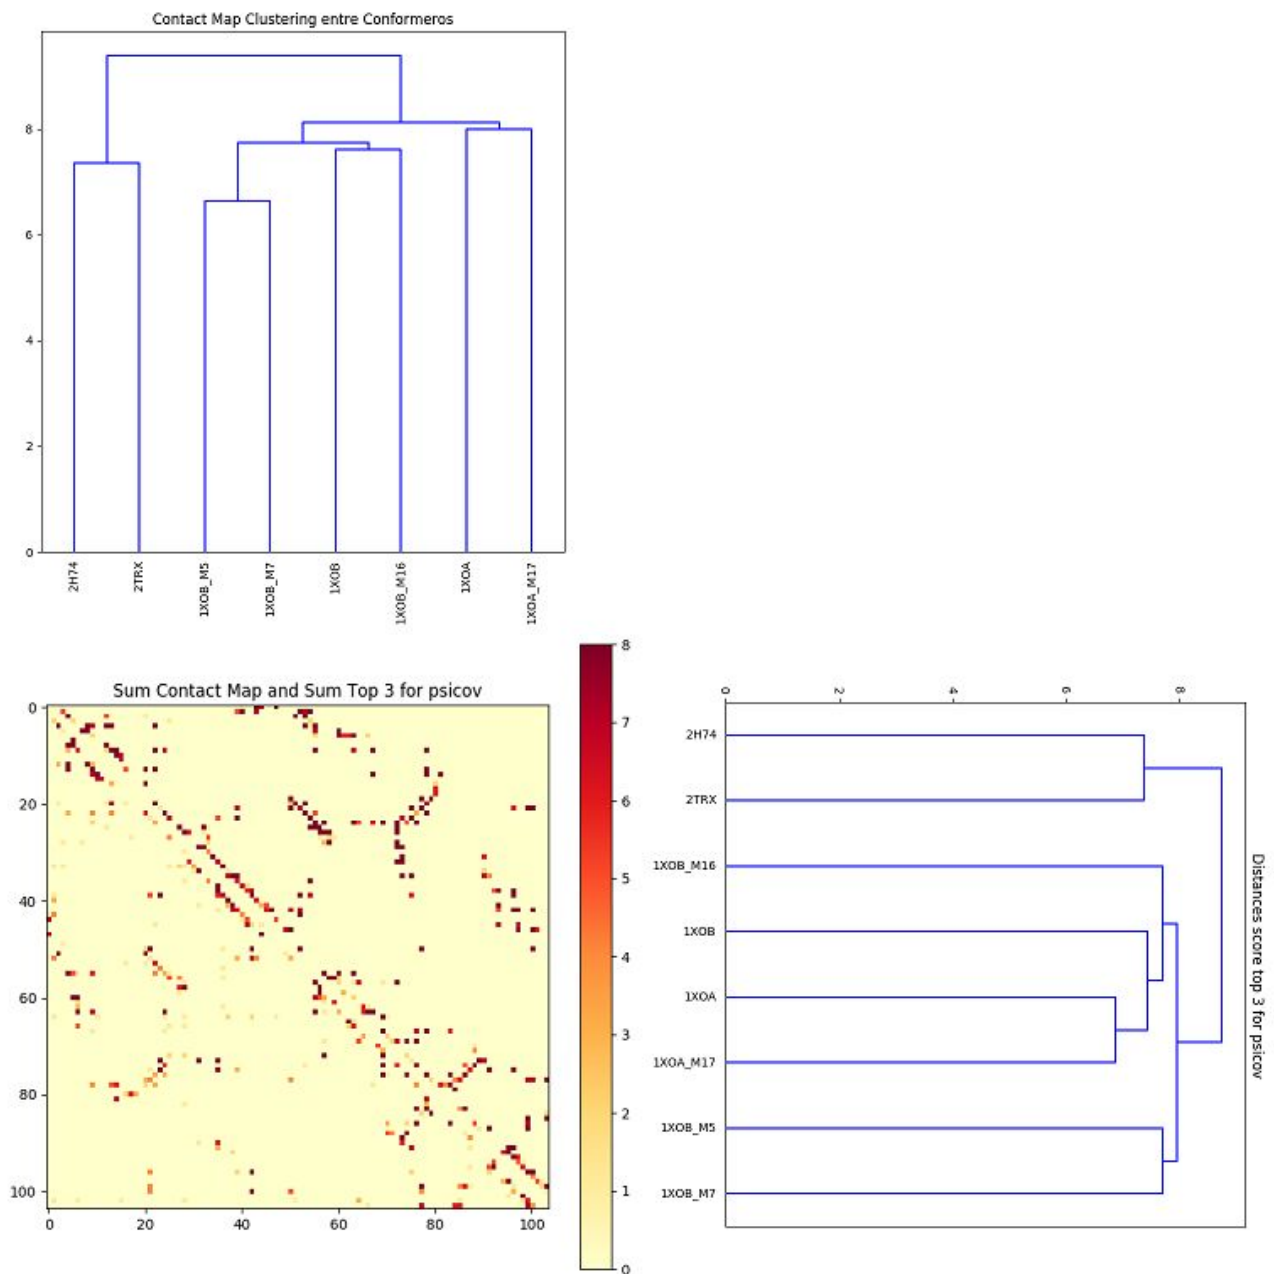 Contact Map Clustering entre Conformeros
8
6
4
2
0
2H74
2TRX
1XOB_M5
1XOB_M7
1XOB
1XOB_M16
1XOA
1XOA_M17
Sum Contact Map and Sum Top 3 for psicov
0
20
40
60
80
100
0 20 40 60 80 100
8
7
6
5
4
3
2
1
0
0 2 4 6 8
2H74
2TRX
1XOB_M16
1XOB
1XOA
1XOA_M17
1XOB_M5
1XOB_M7
Distances score top 3 for psicov